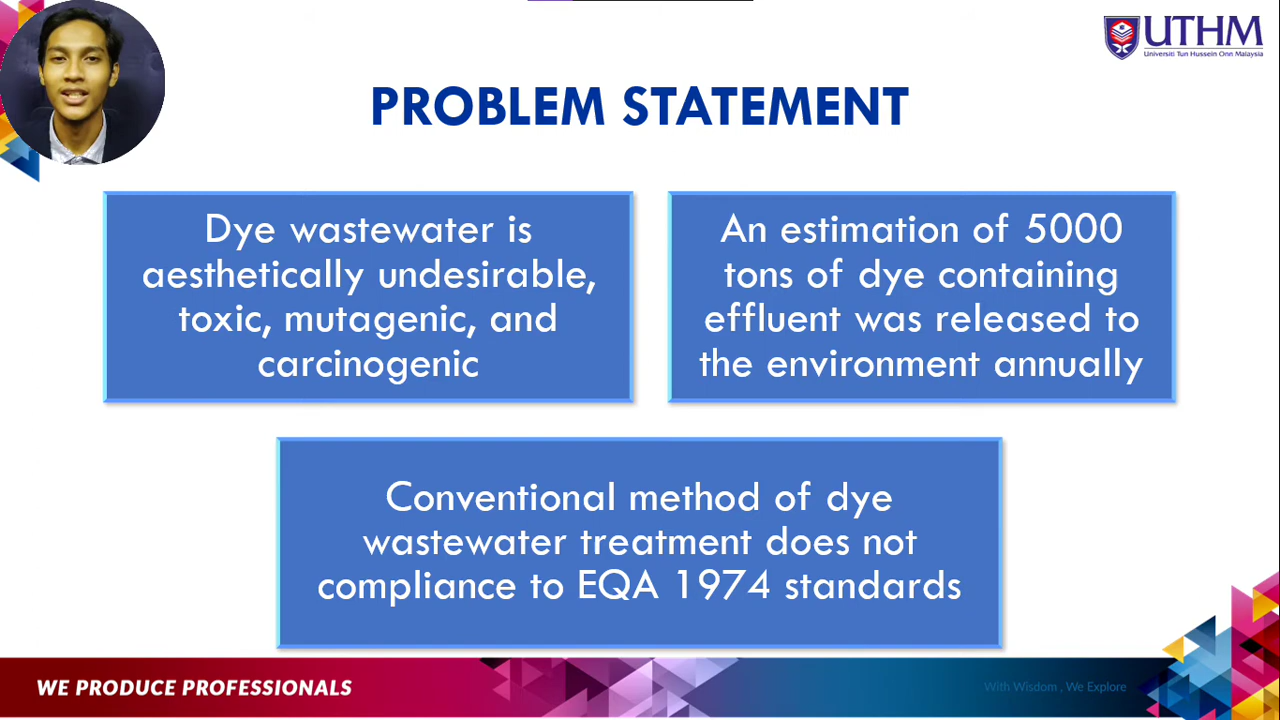 UTHM
Universiti Tun Hussein Onn Malaysia
PROBLEM STATEMENT
Dye wastewater is
aesthetically undesirable,
toxic, mutagenic, and
carcinogenic
An estimation of 5000
tons of dye containing
effluent was released to
the environment annually
Conventional method of dye
wastewater treatment does not
compliance to EQA 1974 standards
WE PRODUCE PROFESSIONALS
With Wisdom , We Explore